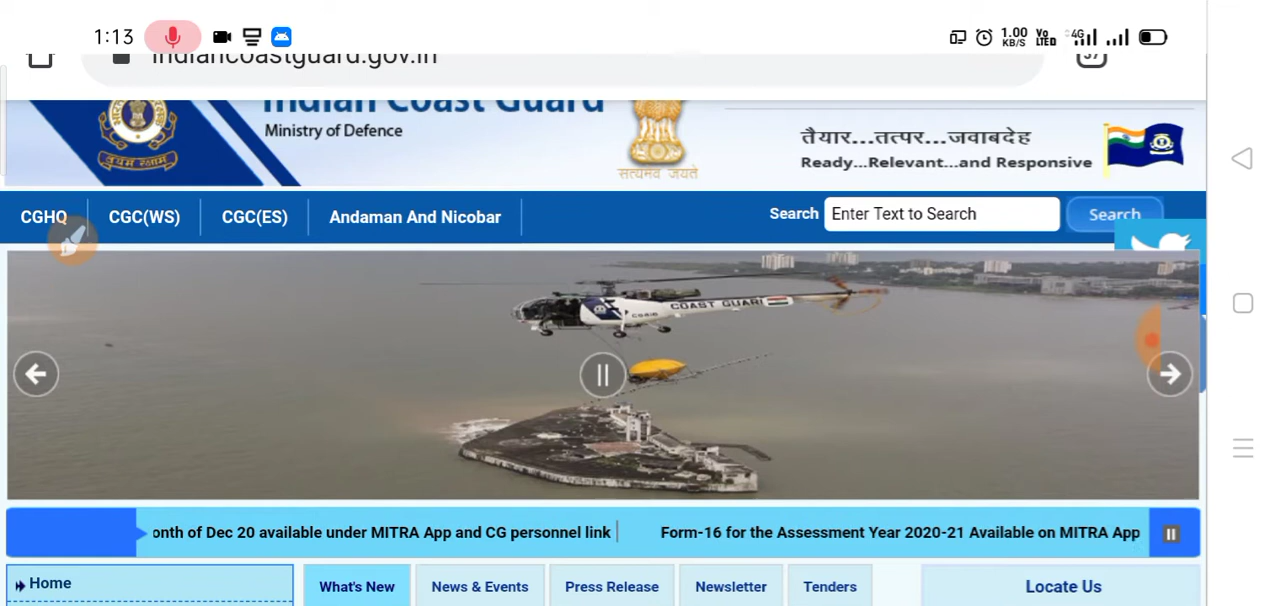 1:13
1.00 KB/S
4G
indiancoastguard.gov.in
Indian Coast Guard
Ministry of Defence
सत्यमेव जयते
तैयार...तत्पर...जवाबदेह
Ready...Relevant...and Responsive
CGHQ CGC(WS) CGC(ES) Andaman And Nicobar
Search Enter Text to Search Search
COAST GUARD
onth of Dec 20 available under MITRA App and CG personnel link | Form-16 for the Assessment Year 2020-21 Available on MITRA App
Home What's New News & Events Press Release Newsletter Tenders Locate Us